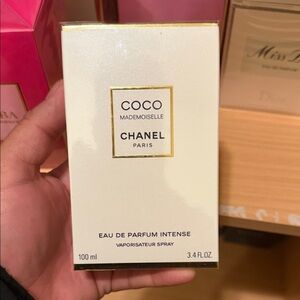 COCO
MADEMOISELLE
CHANEL
PARIS
EAU DE PARFUM INTENSE
VAPORISATEUR SPRAY
100 ml
3.4 FL.OZ.
Miss
Dior